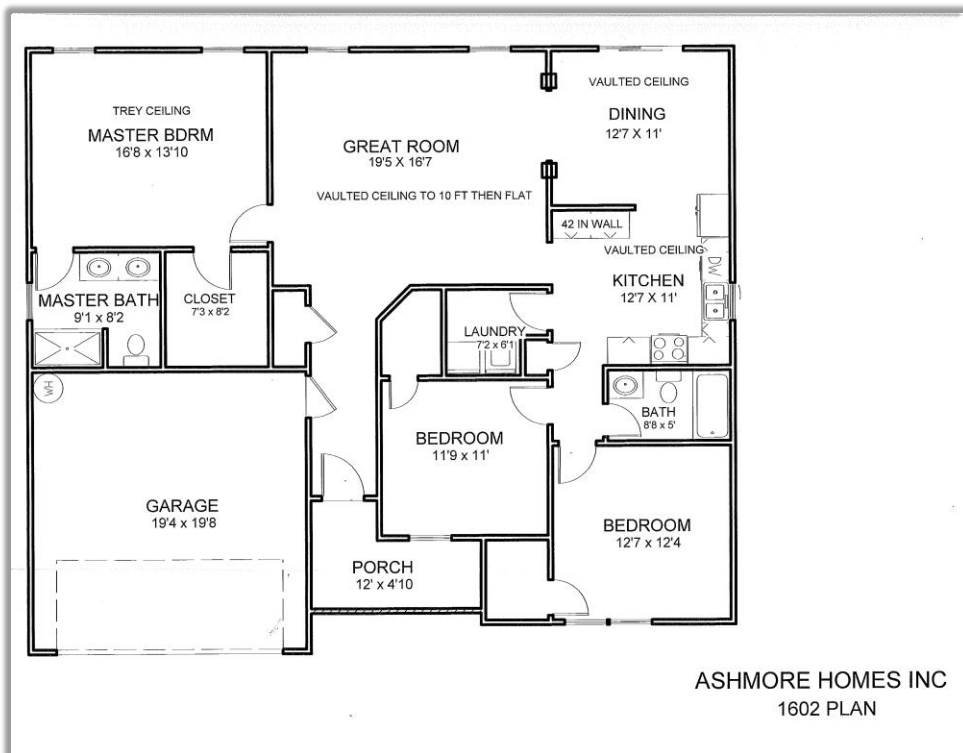 TREY CEILING
MASTER BDRM
16'8 x 13'10
GREAT ROOM
19'5 X 16'7
VAULTED CEILING TO 10 FT THEN FLAT
VAULTED CEILING
DINING
12'7 X 11'
42 IN WALL
VAULTED CEILING
KITCHEN
12'7 X 11'
DW
MASTER BATH
9'1 x 8'2
CLOSET
7'3 x 8'2
LAUNDRY
7'2 x 6'1
WH
BATH
8'8 x 5'
BEDROOM
11'9 x 11'
GARAGE
19'4 x 19'8
BEDROOM
12'7 x 12'4
PORCH
12' x 4'10
ASHMORE HOMES INC
1602 PLAN